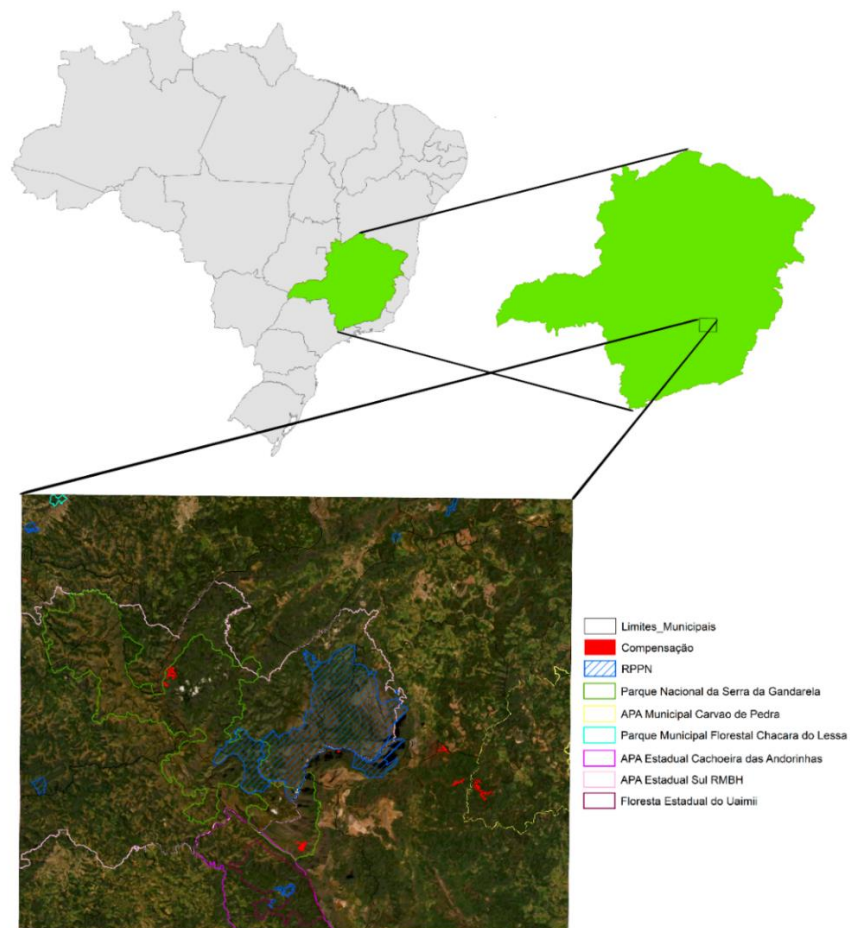 Limites_Municipais
Compensação
RPPN
Parque Nacional da Serra da Gandarela
APA Municipal Carvao de Pedra
Parque Municipal Florestal Chacara do Lessa
APA Estadual Cachoeira das Andorinhas
APA Estadual Sul RMBH
Floresta Estadual do Uaimii